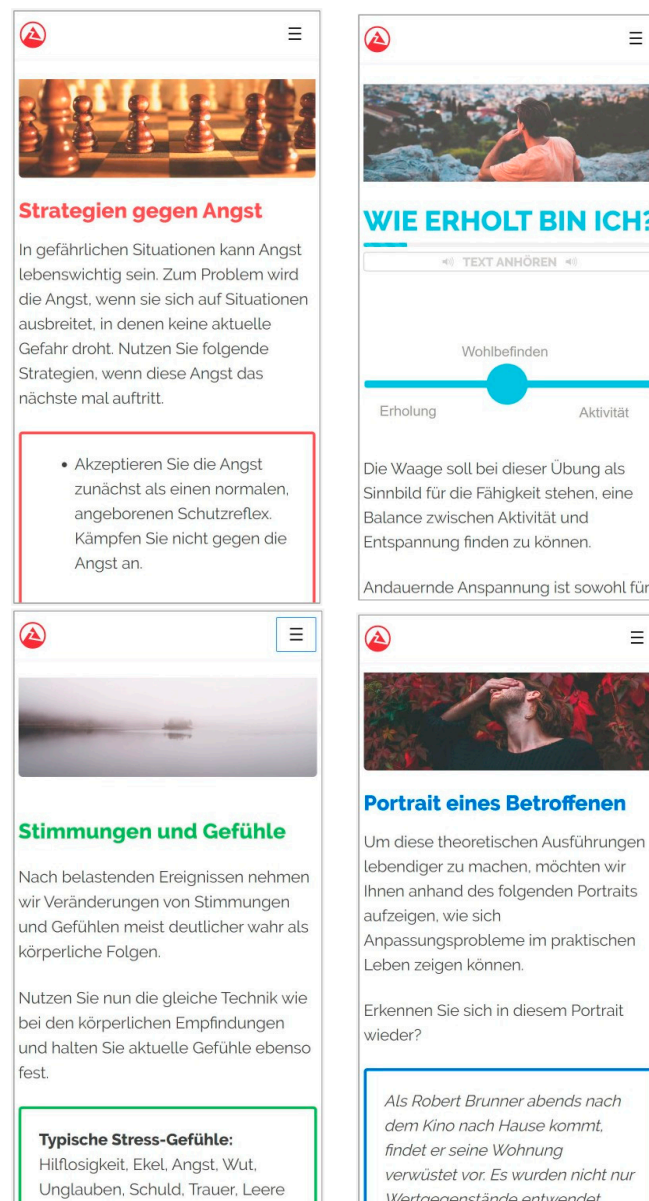 Strategien gegen Angst
In gefährlichen Situationen kann Angst
lebenswichtig sein. Zum Problem wird
die Angst, wenn sie sich auf Situationen
ausbreitet, in denen keine aktuelle
Gefahr droht. Nutzen Sie folgende
Strategien, wenn diese Angst das
nächste mal auftritt.
• Akzeptieren Sie die Angst
zunächst als einen normalen,
angeborenen Schutzreflex.
Kämpfen Sie nicht gegen die
Angst an.
WIE ERHOLT BIN ICH?
TEXT ANHÖREN
Wohlbefinden
Erholung Aktivität
Die Waage soll bei dieser Übung als
Sinnbild für die Fähigkeit stehen, eine
Balance zwischen Aktivität und
Entspannung finden zu können.
Andauernde Anspannung ist sowohl für
Stimmungen und Gefühle
Nach belastenden Ereignissen nehmen
wir Veränderungen von Stimmungen
und Gefühlen meist deutlicher wahr als
körperliche Folgen.
Nutzen Sie nun die gleiche Technik wie
bei den körperlichen Empfindungen
und halten Sie aktuelle Gefühle ebenso
fest.
Typische Stress-Gefühle:
Hilflosigkeit, Ekel, Angst, Wut,
Unglauben, Schuld, Trauer, Leere
Portrait eines Betroffenen
Um diese theoretischen Ausführungen
lebendiger zu machen, möchten wir
Ihnen anhand des folgenden Portraits
aufzeigen, wie sich
Anpassungsprobleme im praktischen
Leben zeigen können.
Erkennen Sie sich in diesem Portrait
wieder?
Als Robert Brunner abends nach
dem Kino nach Hause kommt,
findet er seine Wohnung
verwüstet vor. Es wurden nicht nur
Wertgegenstände entwendet